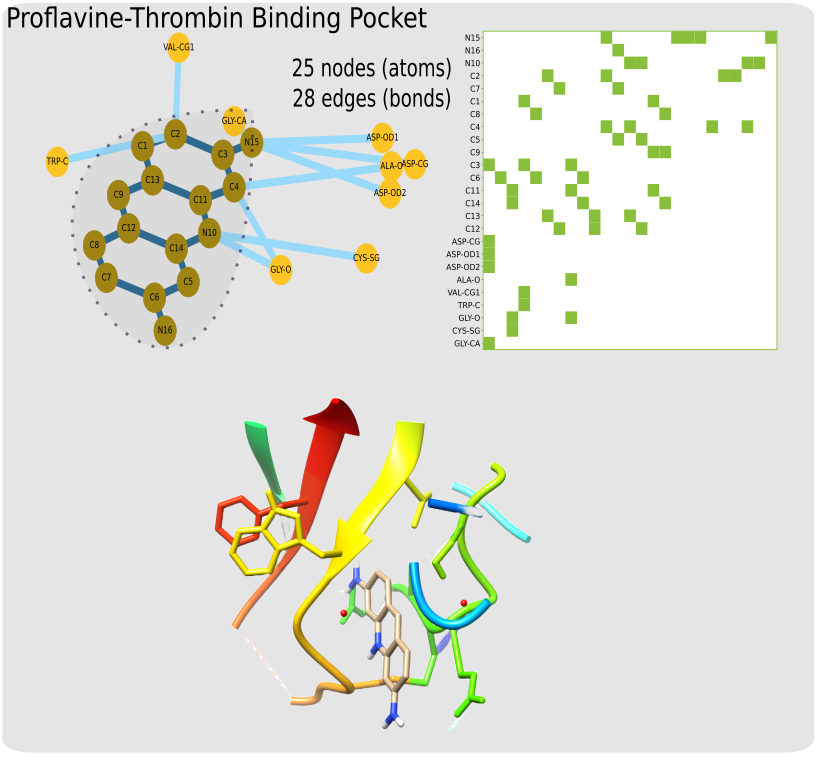 Proflavine-Thrombin Binding Pocket
25 nodes (atoms)
28 edges (bonds)
VAL-CG1
GLY-CA
TRP-C
C2
C1
N15
C3
ASP-OD1
ALA-O
ASP-CG
ASP-OD2
C13
C4
C9
C11
C12
N10
C8
C14
CYS-SG
GLY-O
C7
C5
C6
N16
N15
N16
N10
C2
C7
C1
C8
C4
C5
C9
C3
C6
C11
C14
C13
C12
ASP-CG
ASP-OD1
ASP-OD2
ALA-O
VAL-CG1
TRP-C
GLY-O
CYS-SG
GLY-CA